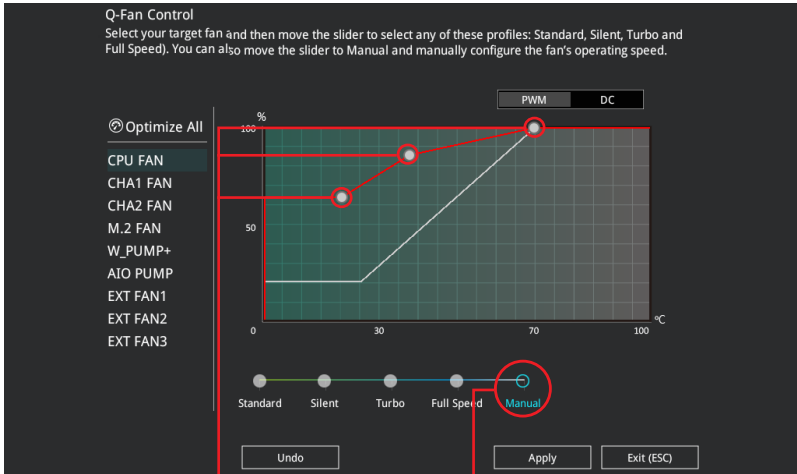 Q-Fan Control
Select your target fan and then move the slider to select any of these profiles: Standard, Silent, Turbo and
Full Speed). You can also move the slider to Manual and manually configure the fan's operating speed.
PWM DC
Optimize All
CPU FAN
CHA1 FAN
CHA2 FAN
M.2 FAN
W_PUMP+
AIO PUMP
EXT FAN1
EXT FAN2
EXT FAN3
%
100
50
0 30 70 100
ºC
Standard Silent Turbo Full Speed Manual
Undo Apply Exit (ESC)